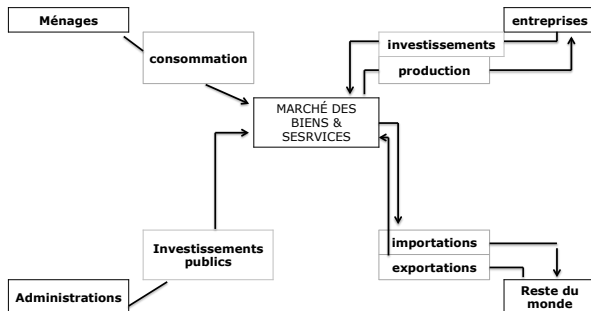 Ménages
entreprises
consommation
investissements
production
MARCHÉ DES
BIENS &
SESRVICES
Investissements
publics
importations
exportations
Administrations
Reste du
monde